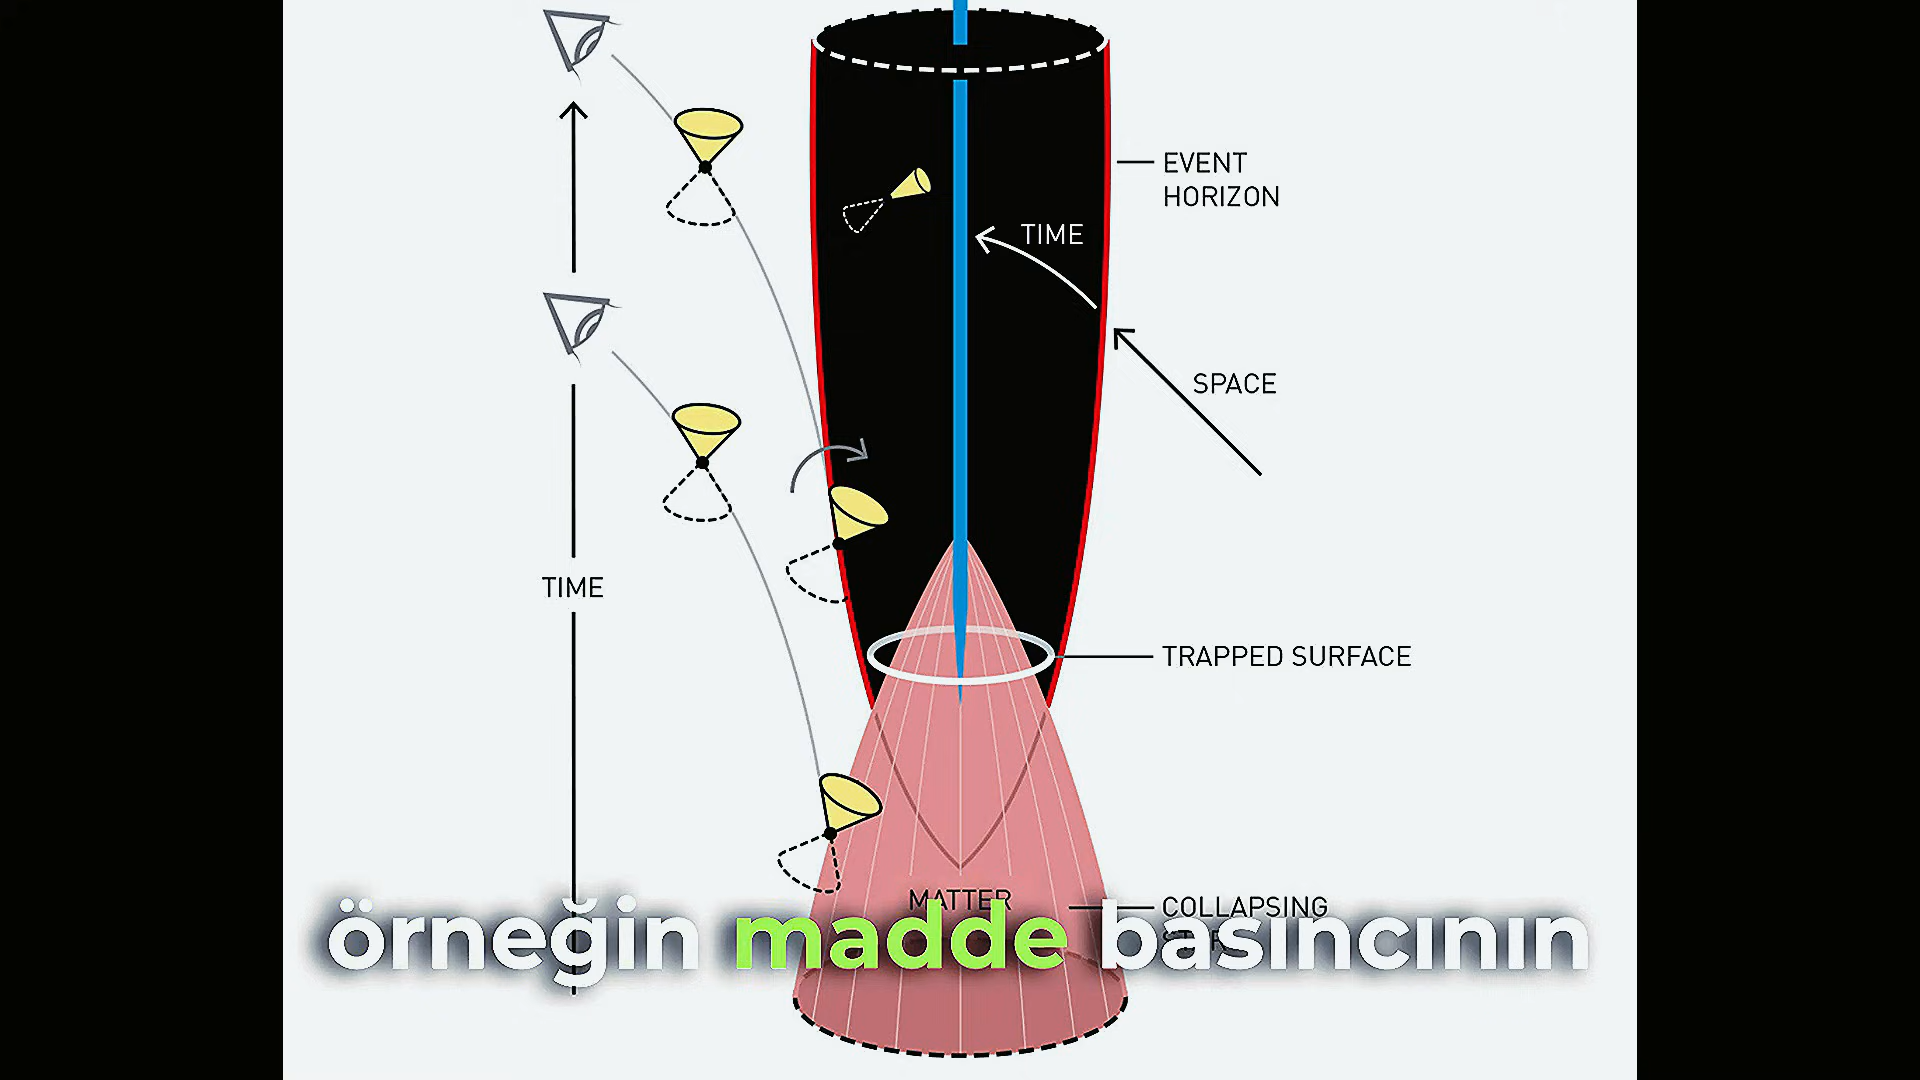 EVENT
HORIZON
TIME
SPACE
TIME
TRAPPED SURFACE
MATTER
COLLAPSING
örneğin madde basıncının